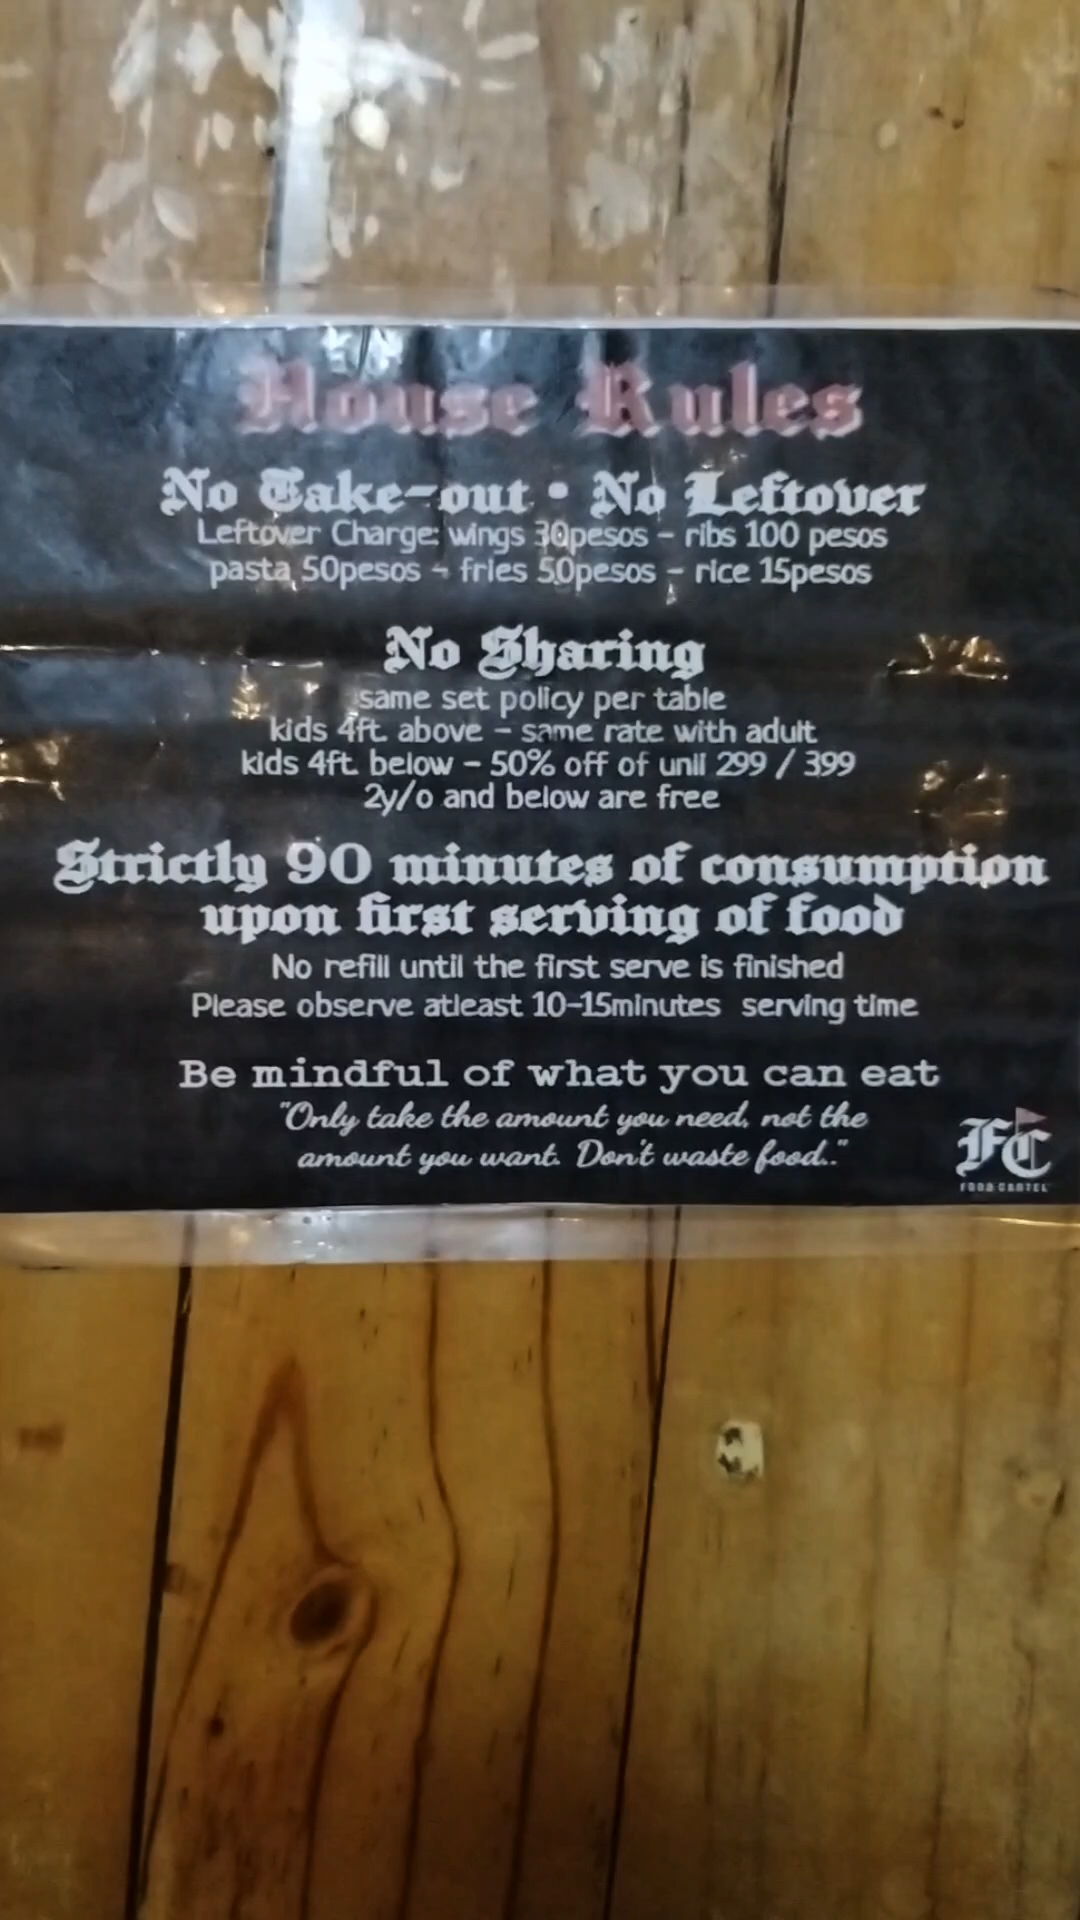 House Rules
No Take-out • No Leftover
Leftover Charge: wings 30pesos - ribs 100 pesos
pasta 50pesos - fries 50pesos - rice 15pesos
No Sharing
same set policy per table
kids 4ft. above - same rate with adult
kids 4ft. below - 50% off of unli 299 / 399
2y/o and below are free
Strictly 90 minutes of consumption
upon first serving of food
No refill until the first serve is finished
Please observe atleast 10-15minutes serving time
Be mindful of what you can eat
"Only take the amount you need, not the
amount you want. Don't waste food.."
FC
FOOD CARTEL